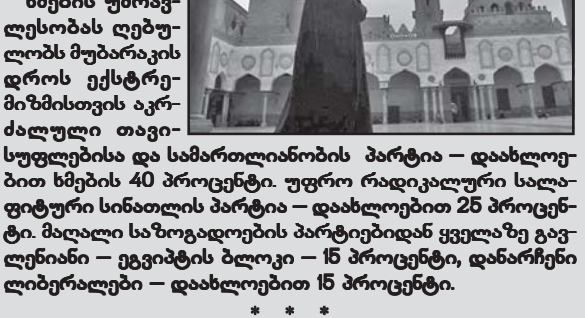 ხმების უმრავ-
ლესობას ღებუ-
ლობს მუბარაკის
დროს ექსტრე-
მიზმისთვის აკრ-
ძალული თავი-
სუფლებისა და სამართლიანობის პარტია — დაახლოე-
ბით ხმების 40 პროცენტი. უფრო რადიკალური სალა-
ფიტური სინათლის პარტია — დაახლოებით 25 პროცენ-
ტი. მაღალი საზოგადოების პარტიებიდან ყველაზე გავ-
ლენიანი — ეგვიპტის ბლოკი — 15 პროცენტი, დანარჩენი
ლიბერალები — დაახლოებით 15 პროცენტი.
* * *